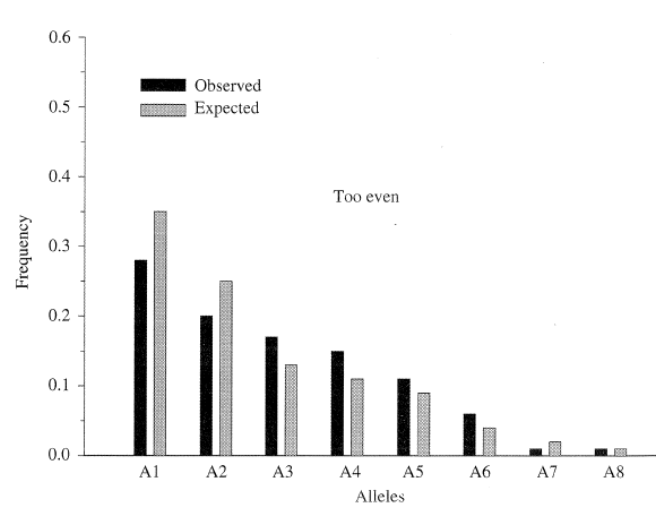 0.6
Observed
0.5
Expected
0.4
Too even
0.3
Frequency
0.2
0.1
0.0
A1 A2 A3 A4 A5 A6 A7 A8
Alleles